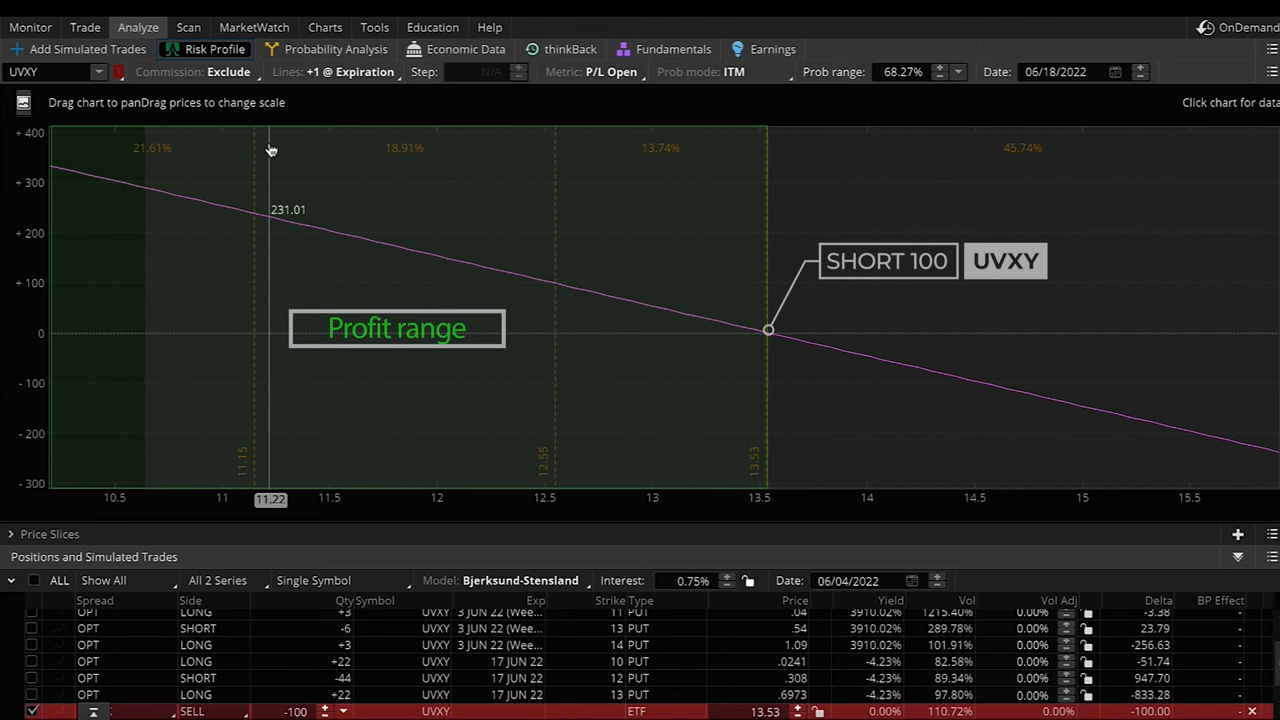 Monitor Trade Analyze Scan MarketWatch Charts Tools Education Help OnDemand
Add Simulated Trades Risk Profile Probability Analysis Economic Data thinkBack Fundamentals Earnings
UVXY Commission: Exclude Lines: +1 @ Expiration Step: N/A Metric: P/L Open Prob mode: ITM Prob range: 68.27% Date: 06/18/2022
Drag chart to panDrag prices to change scale Click chart for data
+ 400
21.61% 18.91% 13.74% 45.74%
+ 300
231.01
+ 200
SHORT 100 UVXY
+ 100
Profit range
0
- 100
- 200
11.15 12.55 13.53
- 300
10.5 11 11.22 11.5 12 12.5 13 13.5 14 14.5 15 15.5
Price Slices
Positions and Simulated Trades
ALL Show All All 2 Series Single Symbol Model: Bjerksund-Stensland Interest: 0.75% Date: 06/04/2022
Spread Side Qty Symbol Exp Strike Type Price Yield Vol Vol Adj Delta BP Effect
OPT LONG +3 UVXY 3 JUN 22 (Wee... 11 PUT .04 3910.02% 1215.40% 0.00% -3.38 -
OPT SHORT -6 UVXY 3 JUN 22 (Wee... 13 PUT .54 3910.02% 289.78% 0.00% 23.79 -
OPT LONG +3 UVXY 3 JUN 22 (Wee... 14 PUT 1.09 3910.02% 101.91% 0.00% -256.63 -
OPT LONG +22 UVXY 17 JUN 22 10 PUT .0241 -4.23% 82.58% 0.00% -51.74 -
OPT SHORT -44 UVXY 17 JUN 22 12 PUT .308 -4.23% 89.34% 0.00% 947.70 -
OPT LONG +22 UVXY 17 JUN 22 13 PUT .6973 -4.23% 97.80% 0.00% -833.28 -
SELL -100 UVXY ETF 13.53 0.00% 110.72% 0.00% -100.00 -